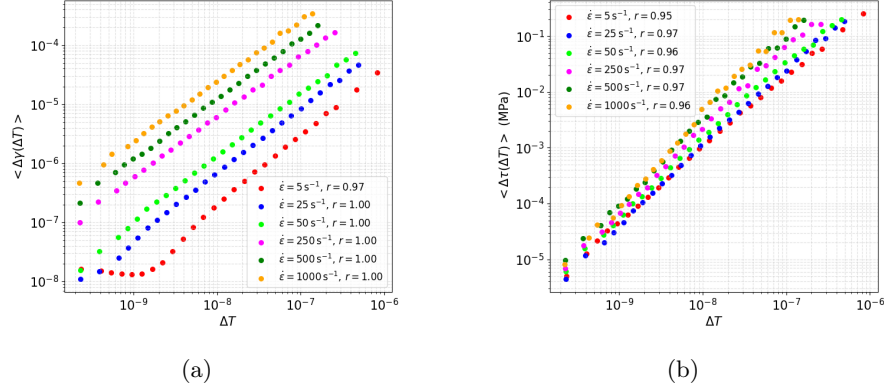 10⁻⁴
10⁻⁵
10⁻⁶
10⁻⁷
10⁻⁸
< Δγ(ΔT) >
ε̇ = 5 s⁻¹, r = 0.97
ε̇ = 25 s⁻¹, r = 1.00
ε̇ = 50 s⁻¹, r = 1.00
ε̇ = 250 s⁻¹, r = 1.00
ε̇ = 500 s⁻¹, r = 1.00
ε̇ = 1000 s⁻¹, r = 1.00
10⁻⁹ 10⁻⁸ 10⁻⁷ 10⁻⁶
ΔT
(a)
10⁻¹
10⁻²
10⁻³
10⁻⁴
10⁻⁵
< Δτ(ΔT) > (MPa)
ε̇ = 5 s⁻¹, r = 0.95
ε̇ = 25 s⁻¹, r = 0.97
ε̇ = 50 s⁻¹, r = 0.96
ε̇ = 250 s⁻¹, r = 0.97
ε̇ = 500 s⁻¹, r = 0.97
ε̇ = 1000 s⁻¹, r = 0.96
10⁻⁹ 10⁻⁸ 10⁻⁷ 10⁻⁶
ΔT
(b)